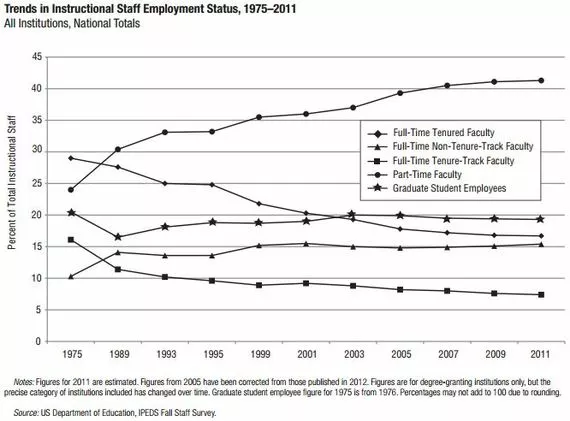 Trends in Instructional Staff Employment Status, 1975–2011
All Institutions, National Totals
45
40
35
30
25
20
15
10
5
0
Percent of Total Instructional Staff
Full-Time Tenured Faculty
Full-Time Non-Tenure-Track Faculty
Full-Time Tenure-Track Faculty
Part-Time Faculty
Graduate Student Employees
1975 1989 1993 1995 1999 2001 2003 2005 2007 2009 2011
Notes: Figures for 2011 are estimated. Figures from 2005 have been corrected from those published in 2012. Figures are for degree-granting institutions only, but the
precise category of institutions included has changed over time. Graduate student employee figure for 1975 is from 1976. Percentages may not add to 100 due to rounding.
Source: US Department of Education, IPEDS Fall Staff Survey.